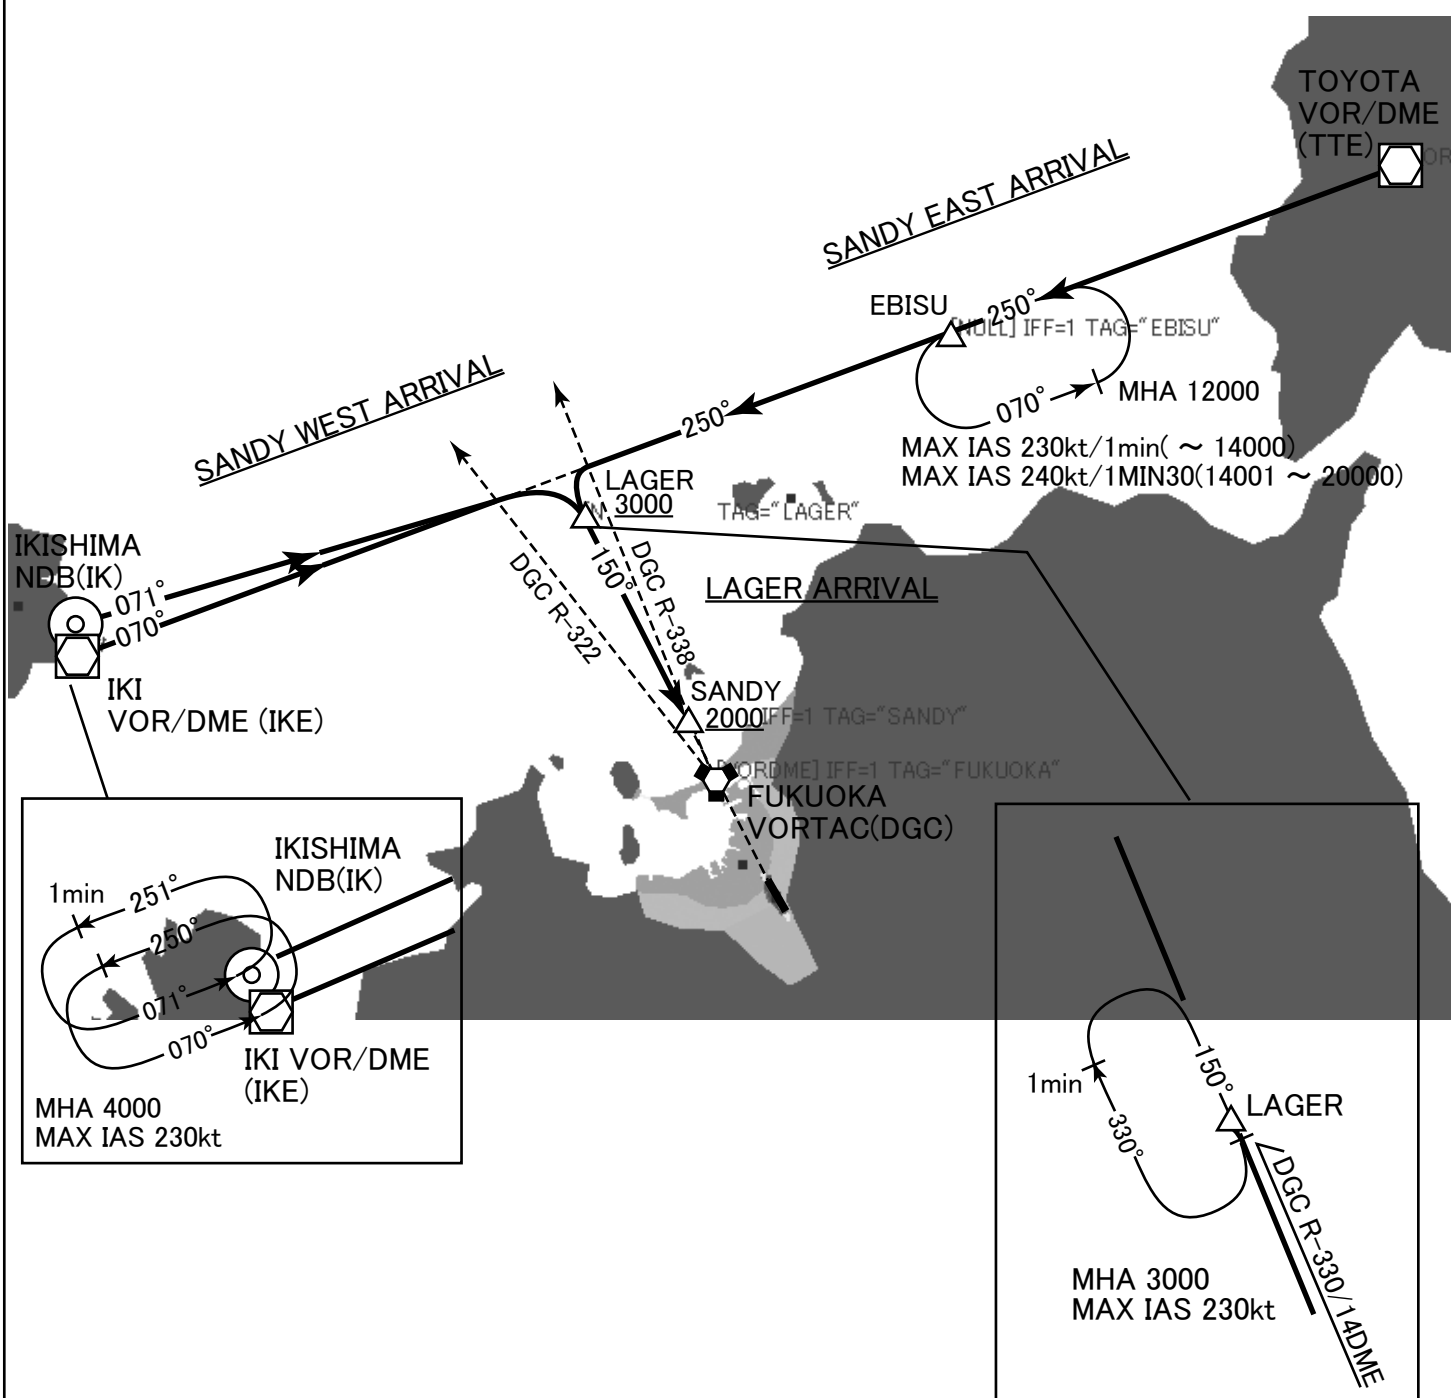 TOYOTA
VOR/DME
(TTE)
OR
SANDY EAST ARRIVAL
EBISU
250°
[NULL] IFF=1 TAG="EBISU"
070°
MHA 12000
MAX IAS 230kt/1min( ～ 14000)
MAX IAS 240kt/1MIN30(14001 ～ 20000)
SANDY WEST ARRIVAL
250°
LAGER
3000
[N
TAG="LAGER"
IKISHIMA
NDB(IK)
071°
070°
IKI
VOR/DME (IKE)
150°
DGC R-338
DGC R-322
LAGER ARRIVAL
SANDY
2000
IFF=1 TAG="SANDY"
[VORDME] IFF=1 TAG="FUKUOKA"
FUKUOKA
VORTAC(DGC)
IKISHIMA
NDB(IK)
1min
251°
250°
071°
070°
IKI VOR/DME
(IKE)
MHA 4000
MAX IAS 230kt
150°
1min
LAGER
330°
DGC R-330/14DME
MHA 3000
MAX IAS 230kt